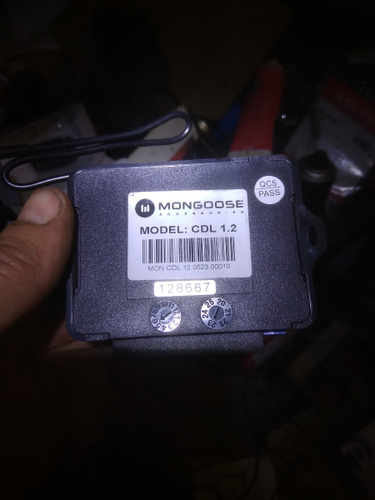 MONGOOSE
ACCESSORIES
QC5
PASS
MODEL: CDL 1.2
MON CDL 12 0523 00010
128667